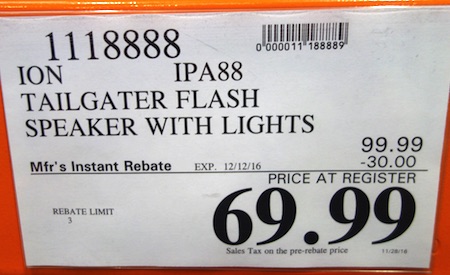 1118888
0"000011"188889"
ION IPA88
TAILGATER FLASH
SPEAKER WITH LIGHTS
99.99
Mfr's Instant Rebate EXP. 12/12/16 -30.00
PRICE AT REGISTER
REBATE LIMIT
3
69.99
Sales Tax on the pre-rebate price
11/28/16